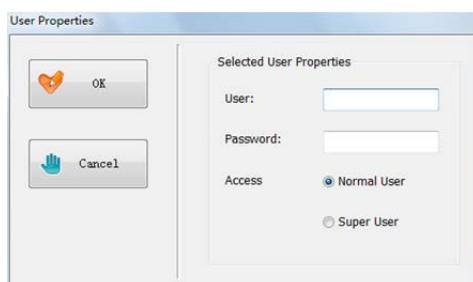 User Properties
OK
Cancel
Selected User Properties
User:
Password:
Access
Normal User
Super User